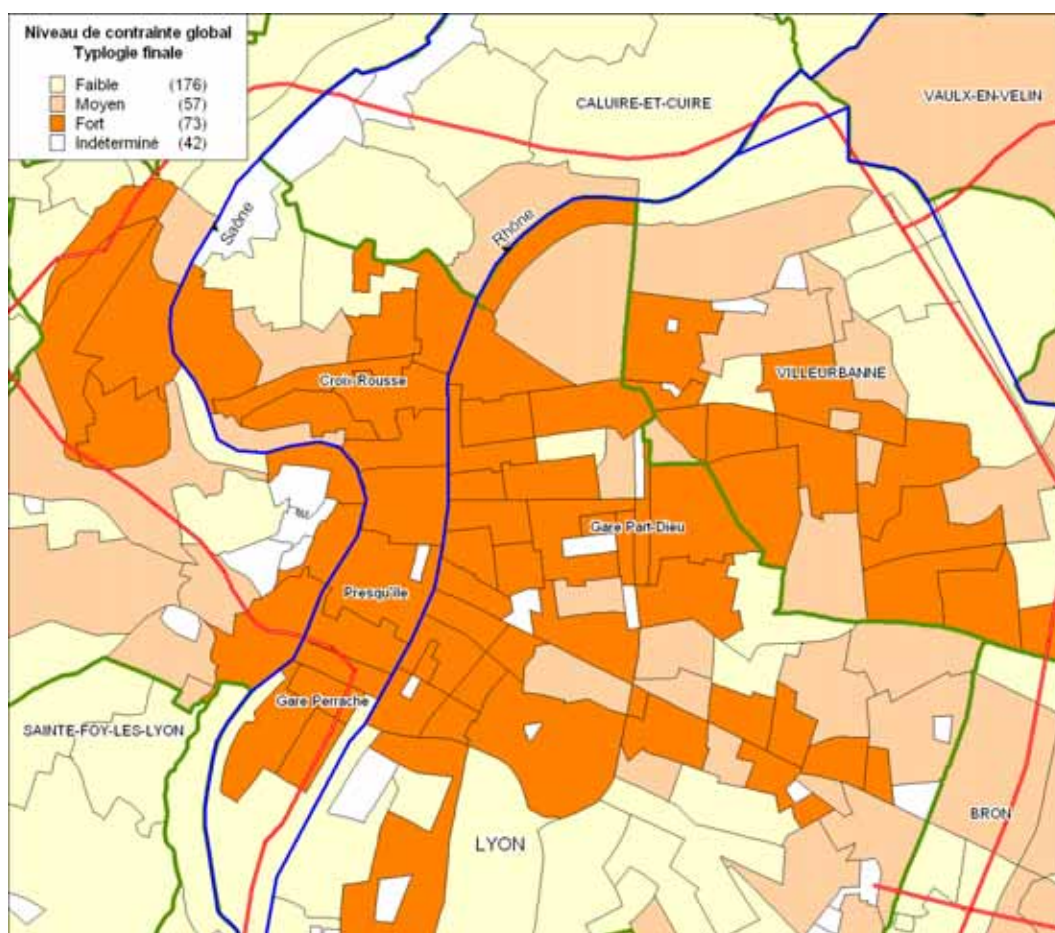 Niveau de contrainte global
Typlogie finale
Faible (176)
Moyen (57)
Fort (73)
Indéterminé (42)
CALUIRE-ET-CUIRE
VAULX-EN-VELIN
Saône
Rhône
Croix Rousse
VILLEURBANNE
Gare Part-Dieu
Presqu'île
Gare Perrache
SAINTE-FOY-LES-LYON
LYON
BRON